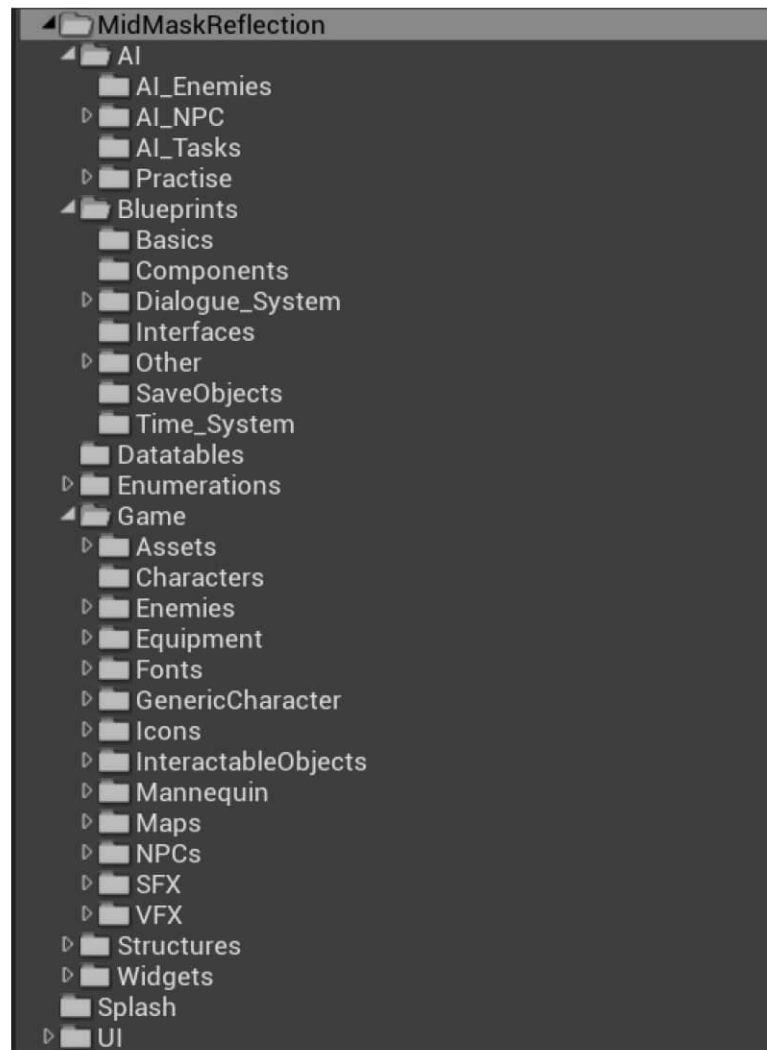 MidMaskReflection
AI
AI_Enemies
AI_NPC
AI_Tasks
Practise
Blueprints
Basics
Components
Dialogue_System
Interfaces
Other
SaveObjects
Time_System
Datatables
Enumerations
Game
Assets
Characters
Enemies
Equipment
Fonts
GenericCharacter
Icons
InteractableObjects
Mannequin
Maps
NPCs
SFX
VFX
Structures
Widgets
Splash
UI